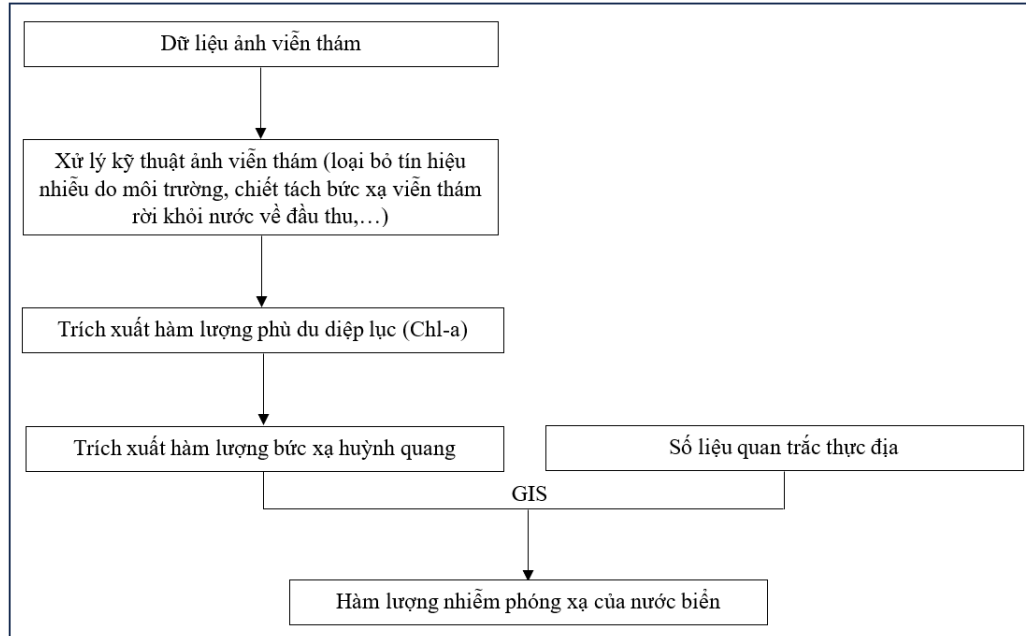 Dữ liệu ảnh viễn thám
Xử lý kỹ thuật ảnh viễn thám (loại bỏ tín hiệu
nhiễu do môi trường, chiết tách bức xạ viễn thám
rời khỏi nước về đầu thu,…)
Trích xuất hàm lượng phù du diệp lục (Chl-a)
Trích xuất hàm lượng bức xạ huỳnh quang
Số liệu quan trắc thực địa
GIS
Hàm lượng nhiễm phóng xạ của nước biển